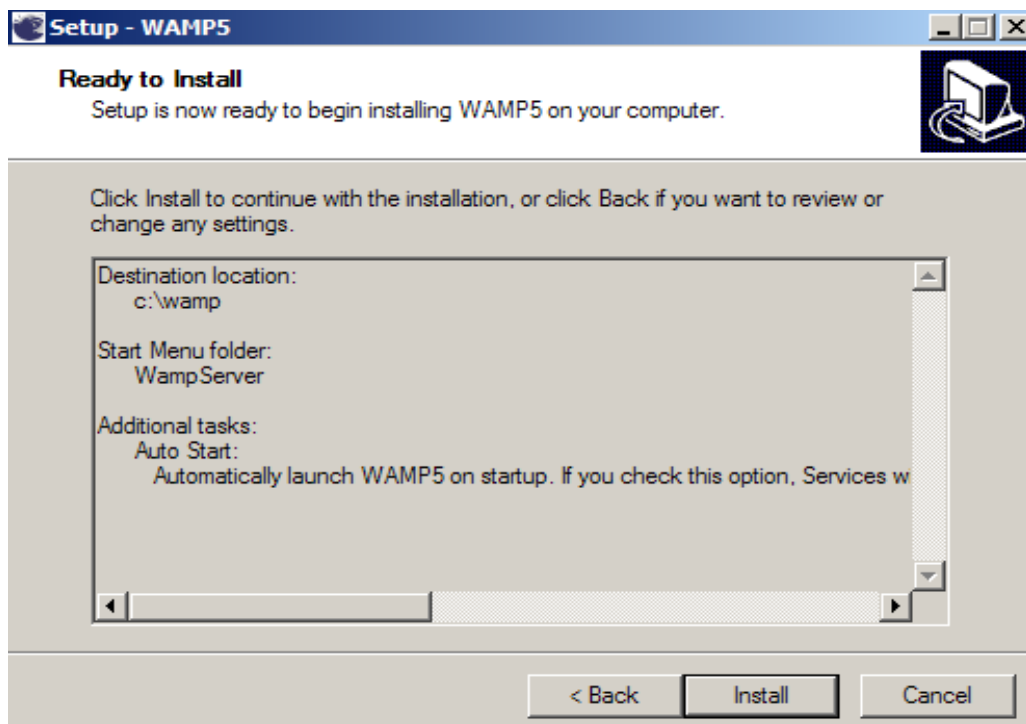 Setup - WAMP5
Ready to Install
Setup is now ready to begin installing WAMP5 on your computer.
Click Install to continue with the installation, or click Back if you want to review or
change any settings.
Destination location:
c:\wamp
Start Menu folder:
WampServer
Additional tasks:
Auto Start:
Automatically launch WAMP5 on startup. If you check this option, Services w
< Back
Install
Cancel